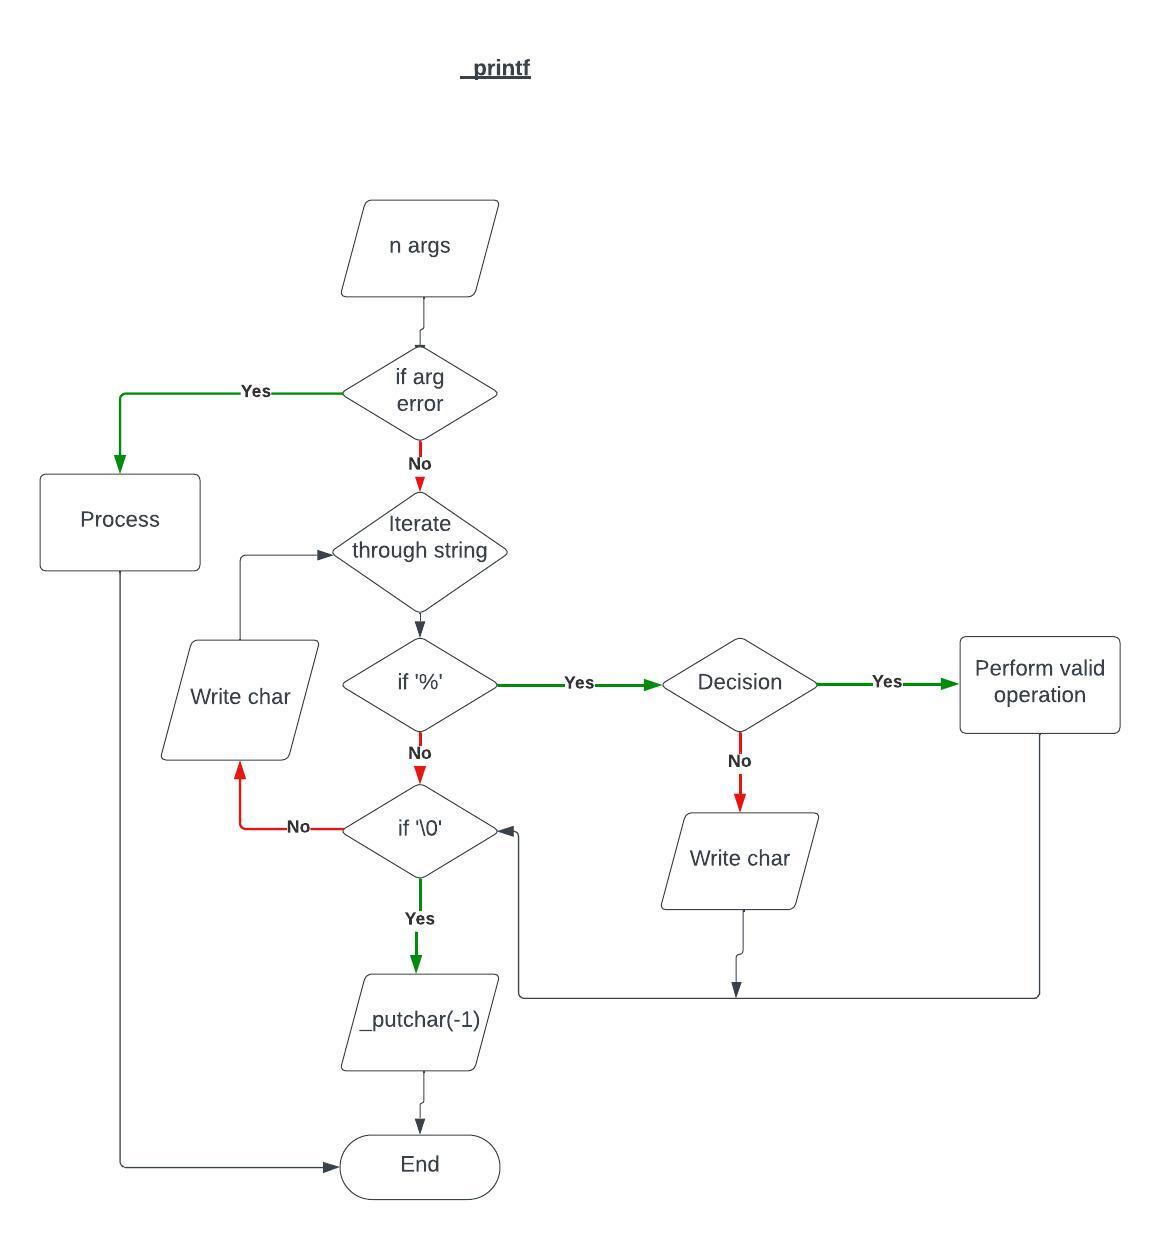 _printf
n args
if arg
error
Yes
No
Process
Iterate
through string
Write char
if '%'
Yes
Decision
Yes
Perform valid
operation
No
No
if '\0'
No
Write char
Yes
_putchar(-1)
End